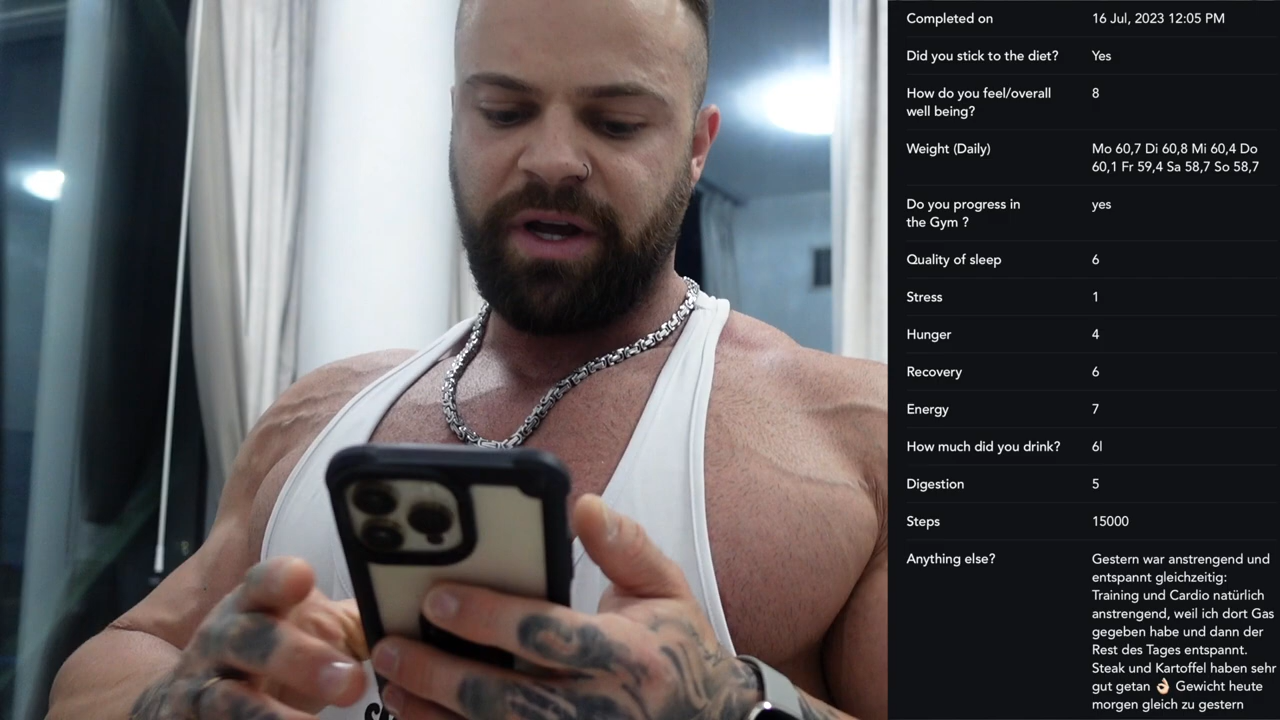 Completed on 16 Jul, 2023 12:05 PM
Did you stick to the diet? Yes
How do you feel/overall 8
well being?
Weight (Daily) Mo 60,7 Di 60,8 Mi 60,4 Do
60,1 Fr 59,4 Sa 58,7 So 58,7
Do you progress in yes
the Gym ?
Quality of sleep 6
Stress 1
Hunger 4
Recovery 6
Energy 7
How much did you drink? 6l
Digestion 5
Steps 15000
Anything else? Gestern war anstrengend und
entspannt gleichzeitig:
Training und Cardio natürlich
anstrengend, weil ich dort Gas
gegeben habe und dann der
Rest des Tages entspannt.
Steak und Kartoffel haben sehr
gut getan 👌🏻 Gewicht heute
morgen gleich zu gestern